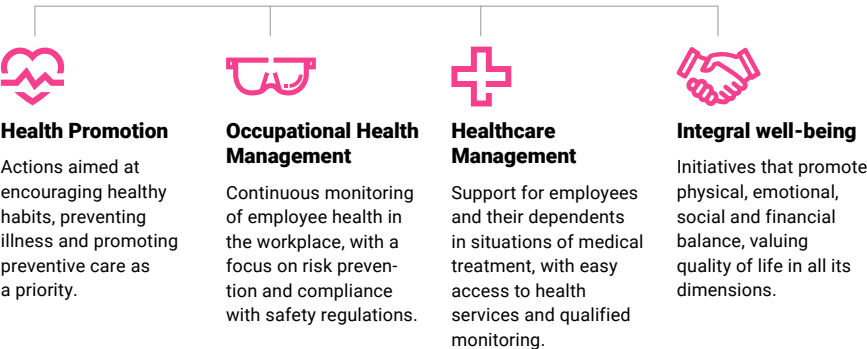 Health Promotion
Actions aimed at
encouraging healthy
habits, preventing
illness and promoting
preventive care as
a priority.
Occupational Health
Management
Continuous monitoring
of employee health in
the workplace, with a
focus on risk preven-
tion and compliance
with safety regulations.
Healthcare
Management
Support for employees
and their dependents
in situations of medical
treatment, with easy
access to health
services and qualified
monitoring.
Integral well-being
Initiatives that promote
physical, emotional,
social and financial
balance, valuing
quality of life in all its
dimensions.